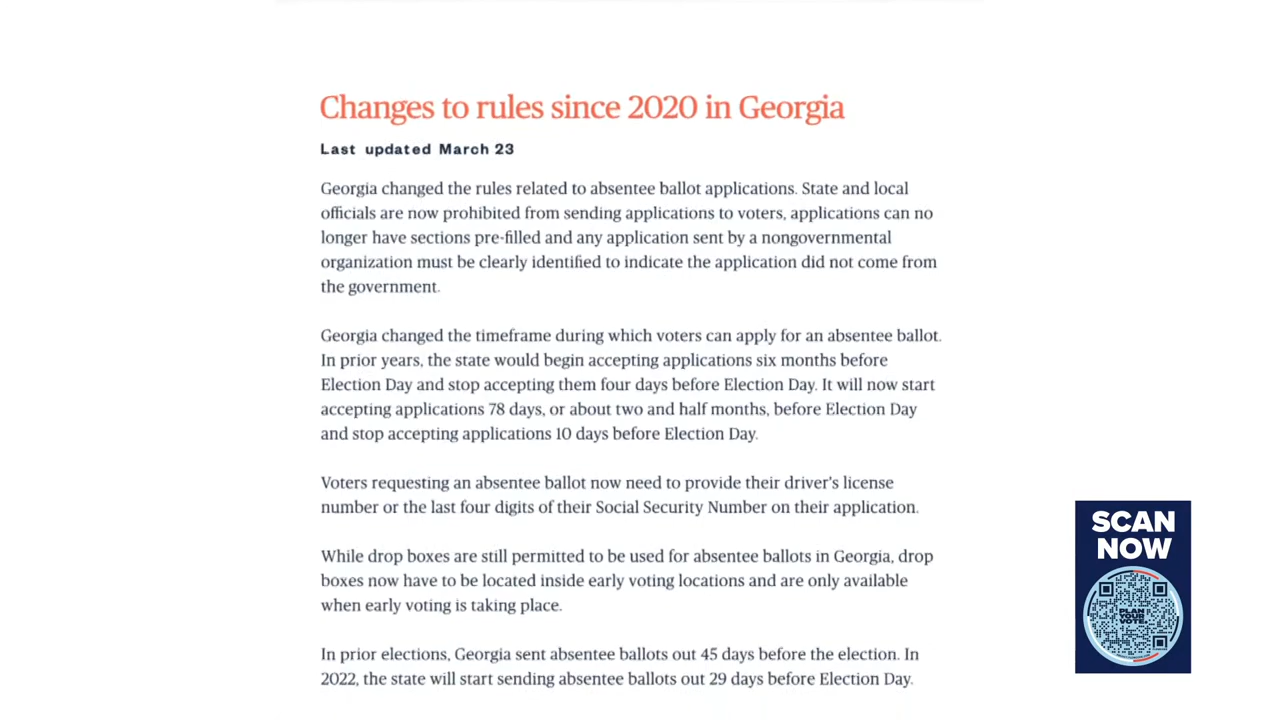 Changes to rules since 2020 in Georgia
Last updated March 23
Georgia changed the rules related to absentee ballot applications. State and local
officials are now prohibited from sending applications to voters, applications can no
longer have sections pre-filled and any application sent by a nongovernmental
organization must be clearly identified to indicate the application did not come from
the government.
Georgia changed the timeframe during which voters can apply for an absentee ballot.
In prior years, the state would begin accepting applications six months before
Election Day and stop accepting them four days before Election Day. It will now start
accepting applications 78 days, or about two and half months, before Election Day
and stop accepting applications 10 days before Election Day.
Voters requesting an absentee ballot now need to provide their driver's license
number or the last four digits of their Social Security Number on their application.
While drop boxes are still permitted to be used for absentee ballots in Georgia, drop
boxes now have to be located inside early voting locations and are only available
when early voting is taking place.
In prior elections, Georgia sent absentee ballots out 45 days before the election. In
2022, the state will start sending absentee ballots out 29 days before Election Day.
SCAN
NOW
PLAN
YOUR
VOTE.